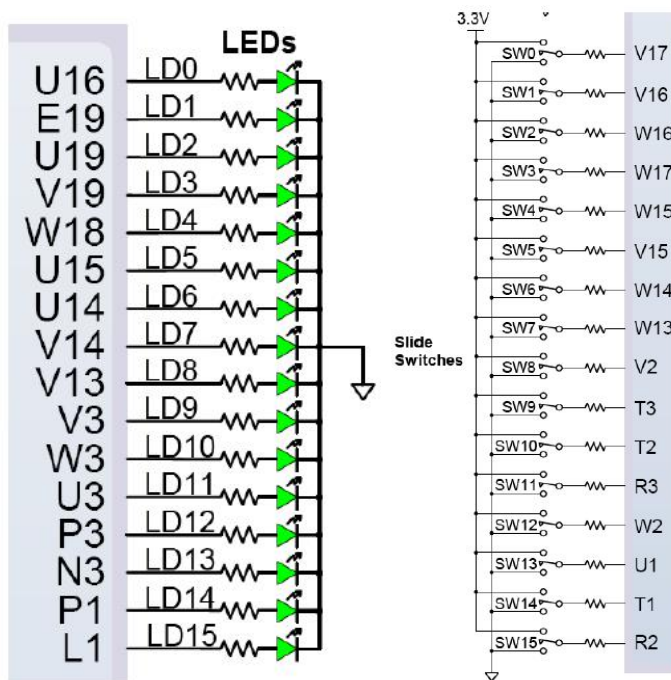 LEDs
U16 LD0
E19 LD1
U19 LD2
V19 LD3
W18 LD4
U15 LD5
U14 LD6
V14 LD7
V13 LD8
V3 LD9
W3 LD10
U3 LD11
P3 LD12
N3 LD13
P1 LD14
L1 LD15
3.3V
SW0 V17
SW1 V16
SW2 W16
SW3 W17
SW4 W15
SW5 V15
SW6 W14
SW7 W13
Slide
Switches
SW8 V2
SW9 T3
SW10 T2
SW11 R3
SW12 W2
SW13 U1
SW14 T1
SW15 R2